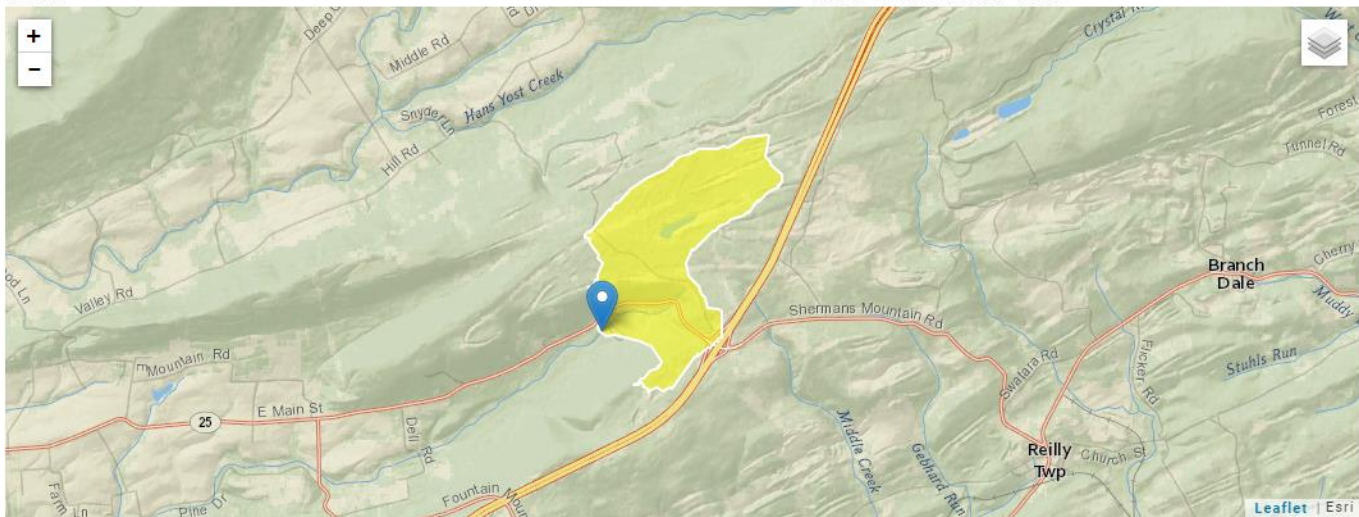 +
−
Deep C
Middle Rd
Hans Yost Creek
Snyder Ln
Hill Rd
Crystal R
Forest
Tunnel Rd
Valley Rd
Branch
Dale
Cherry
Muddy
Shermans Mountain Rd
Swatara Rd
Flicker Rd
Stuhls Run
E Mountain Rd
25
E Main St
Dell Rd
Middle Creek
Gebhard Run
Reilly
Twp
Church St
Farm Ln
Pine Dr
Fountain Mou
Leaflet | Esri